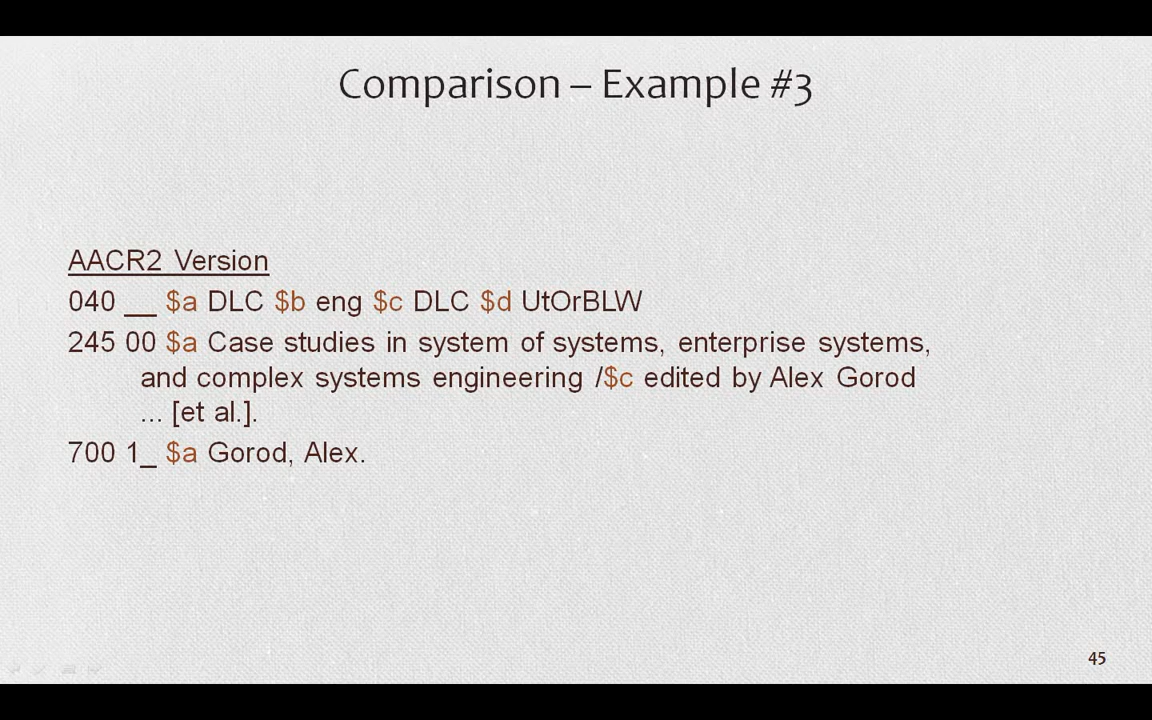 Comparison – Example #3
AACR2 Version
040 __ $a DLC $b eng $c DLC $d UtOrBLW
245 00 $a Case studies in system of systems, enterprise systems,
and complex systems engineering /$c edited by Alex Gorod
... [et al.].
700 1_ $a Gorod, Alex.
45